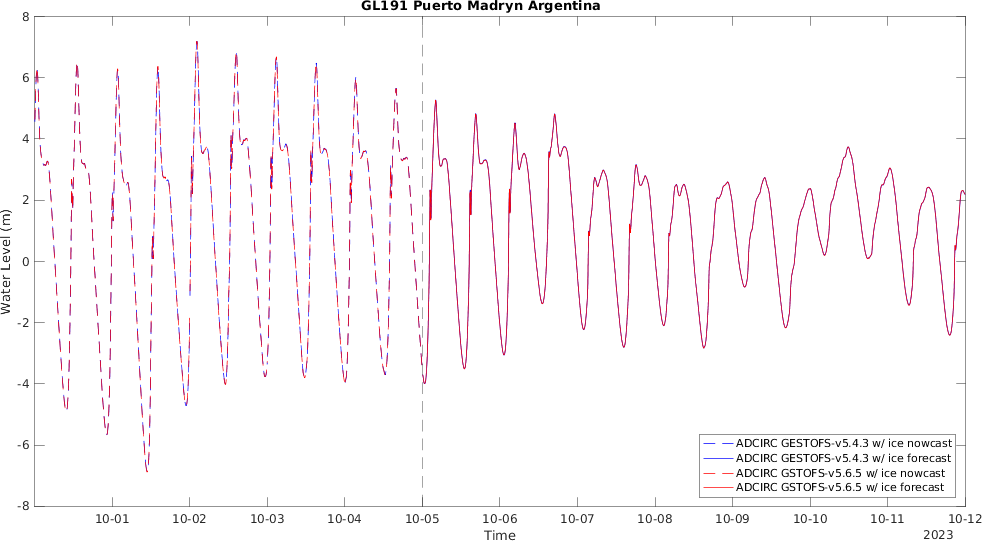 GL191 Puerto Madryn Argentina
Water Level (m)
8
6
4
2
0
-2
-4
-6
-8
ADCIRC GESTOFS-v5.4.3 w/ ice nowcast
ADCIRC GESTOFS-v5.4.3 w/ ice forecast
ADCIRC GSTOFS-v5.6.5 w/ ice nowcast
ADCIRC GSTOFS-v5.6.5 w/ ice forecast
10-01 10-02 10-03 10-04 10-05 10-06 10-07 10-08 10-09 10-10 10-11 10-12
Time
2023